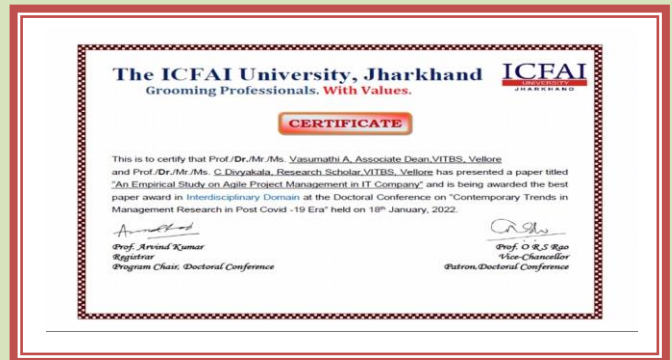 The ICFAI University, Jharkhand
Grooming Professionals. With Values.
ICFAI
UNIVERSITY
JHARKHAND
CERTIFICATE
This is to certify that Prof./Dr./Mr./Ms. Vasumathi A, Associate Dean,VITBS, Vellore
and Prof./Dr./Mr./Ms. C Divyakala, Research Scholar,VITBS, Vellore has presented a paper titled
"An Empirical Study on Agile Project Management in IT Company" and is being awarded the best
paper award in Interdisciplinary Domain at the Doctoral Conference on "Contemporary Trends in
Management Research in Post Covid -19 Era" held on 18th January, 2022.
Prof. Arvind Kumar
Registrar
Program Chair, Doctoral Conference
Prof. O R S Rao
Vice-Chancellor
Patron, Doctoral Conference